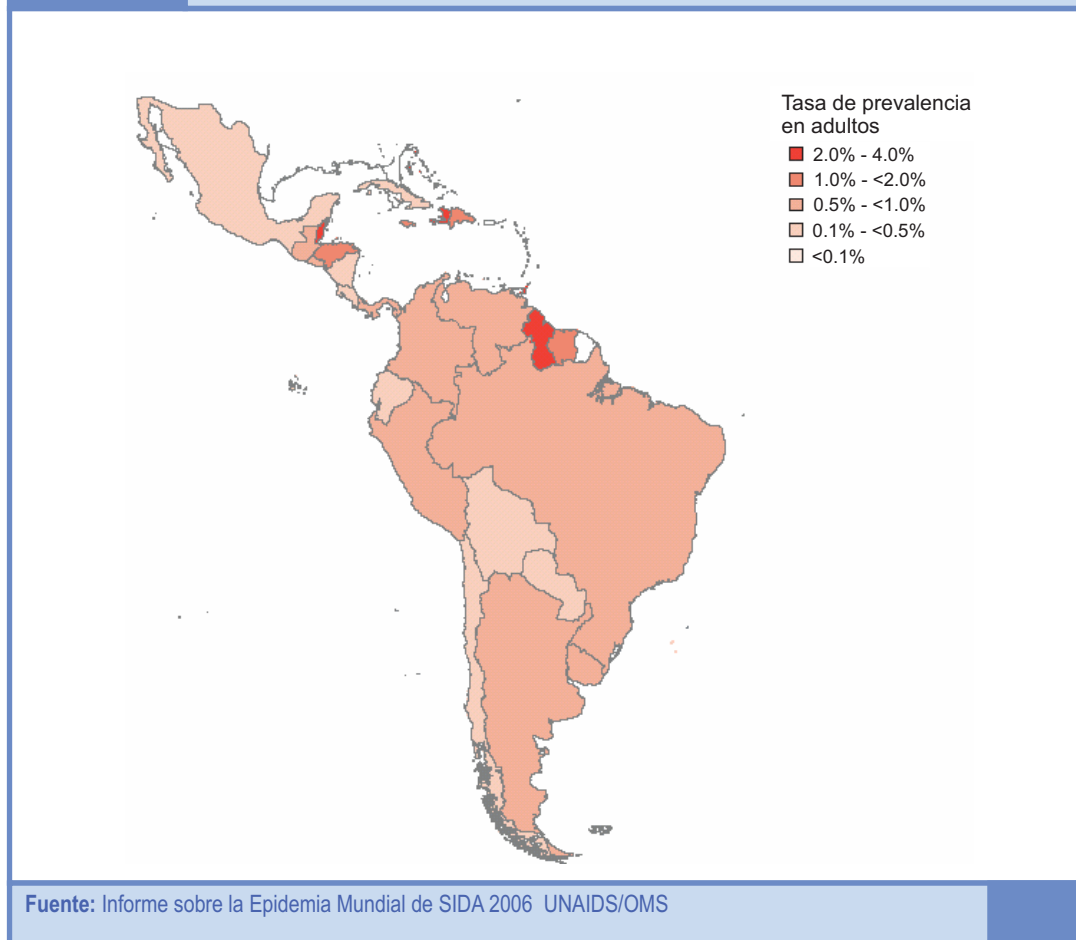 Tasa de prevalencia
en adultos
2.0% - 4.0%
1.0% - <2.0%
0.5% - <1.0%
0.1% - <0.5%
<0.1%
Fuente: Informe sobre la Epidemia Mundial de SIDA 2006 UNAIDS/OMS